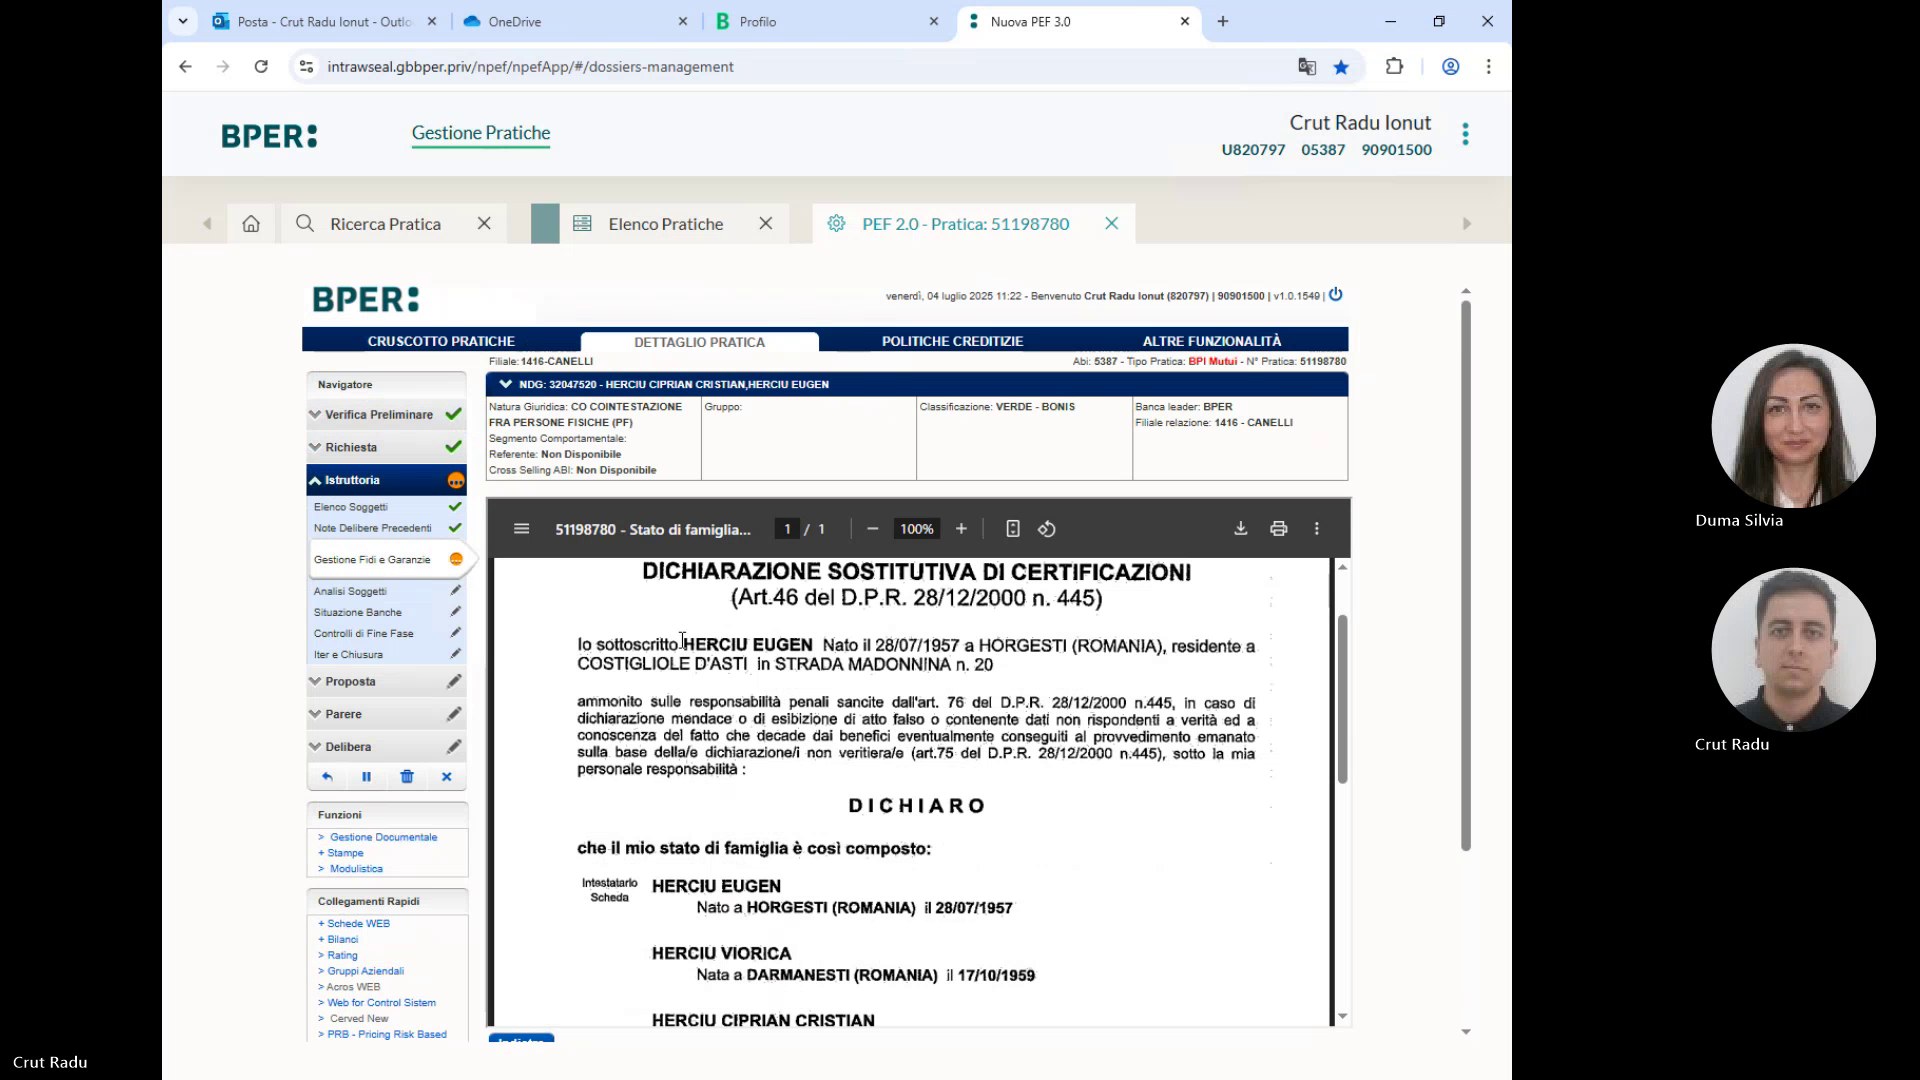 Posta - Crut Radu Ionut - Outlo
OneDrive
Profilo
Nuova PEF 3.0
intrawseal.gbbper.priv/npef/npefApp/#/dossiers-management
BPER:
Gestione Pratiche
Crut Radu Ionut
U820797 05387 90901500
Ricerca Pratica
Elenco Pratiche
PEF 2.0 - Pratica: 51198780
BPER:
venerdì, 04 luglio 2025 11:22 - Benvenuto Crut Radu Ionut (820797) | 90901500 | v1.0.1549 |
CRUSCOTTO PRATICHE
DETTAGLIO PRATICA
POLITICHE CREDITIZIE
ALTRE FUNZIONALITÀ
Filiale: 1416-CANELLI
Abi: 5387 - Tipo Pratica: BPI Mutui - N° Pratica: 51198780
Navigatore
Verifica Preliminare
Richiesta
Istruttoria
Elenco Soggetti
Note Delibere Precedenti
Gestione Fidi e Garanzie
Analisi Soggetti
Situazione Banche
Controlli di Fine Fase
Iter e Chiusura
Proposta
Parere
Delibera
Funzioni
> Gestione Documentale
+ Stampe
> Modulistica
Collegamenti Rapidi
+ Schede WEB
+ Bilanci
> Rating
> Gruppi Aziendali
> Acros WEB
> Web for Control Sistem
> Cerved New
> PRB - Pricing Risk Based
NDG: 32047520 - HERCIU CIPRIAN CRISTIAN,HERCIU EUGEN
Natura Giuridica: CO COINTESTAZIONE
FRA PERSONE FISICHE (PF)
Segmento Comportamentale:
Referente: Non Disponibile
Cross Selling ABI: Non Disponibile
Gruppo:
Classificazione: VERDE - BONIS
Banca leader: BPER
Filiale relazione: 1416 - CANELLI
51198780 - Stato di famiglia...
1 / 1
100%
DICHIARAZIONE SOSTITUTIVA DI CERTIFICAZIONI
(Art.46 del D.P.R. 28/12/2000 n. 445)
Io sottoscritto HERCIU EUGEN Nato il 28/07/1957 a HORGESTI (ROMANIA), residente a
COSTIGLIOLE D'ASTI in STRADA MADONNINA n. 20
ammonito sulle responsabilità penali sancite dall'art. 76 del D.P.R. 28/12/2000 n.445, in caso di
dichiarazione mendace o di esibizione di atto falso o contenente dati non rispondenti a verità ed a
conoscenza del fatto che decade dai benefici eventualmente conseguiti al provvedimento emanato
sulla base della/e dichiarazione/i non veritiera/e (art.75 del D.P.R. 28/12/2000 n.445), sotto la mia
personale responsabilità :
DICHIARO
che il mio stato di famiglia è così composto:
Intestatario
Scheda
HERCIU EUGEN
Nato a HORGESTI (ROMANIA) il 28/07/1957
HERCIU VIORICA
Nata a DARMANESTI (ROMANIA) il 17/10/1959
HERCIU CIPRIAN CRISTIAN
Indietro
Duma Silvia
Crut Radu
Crut Radu